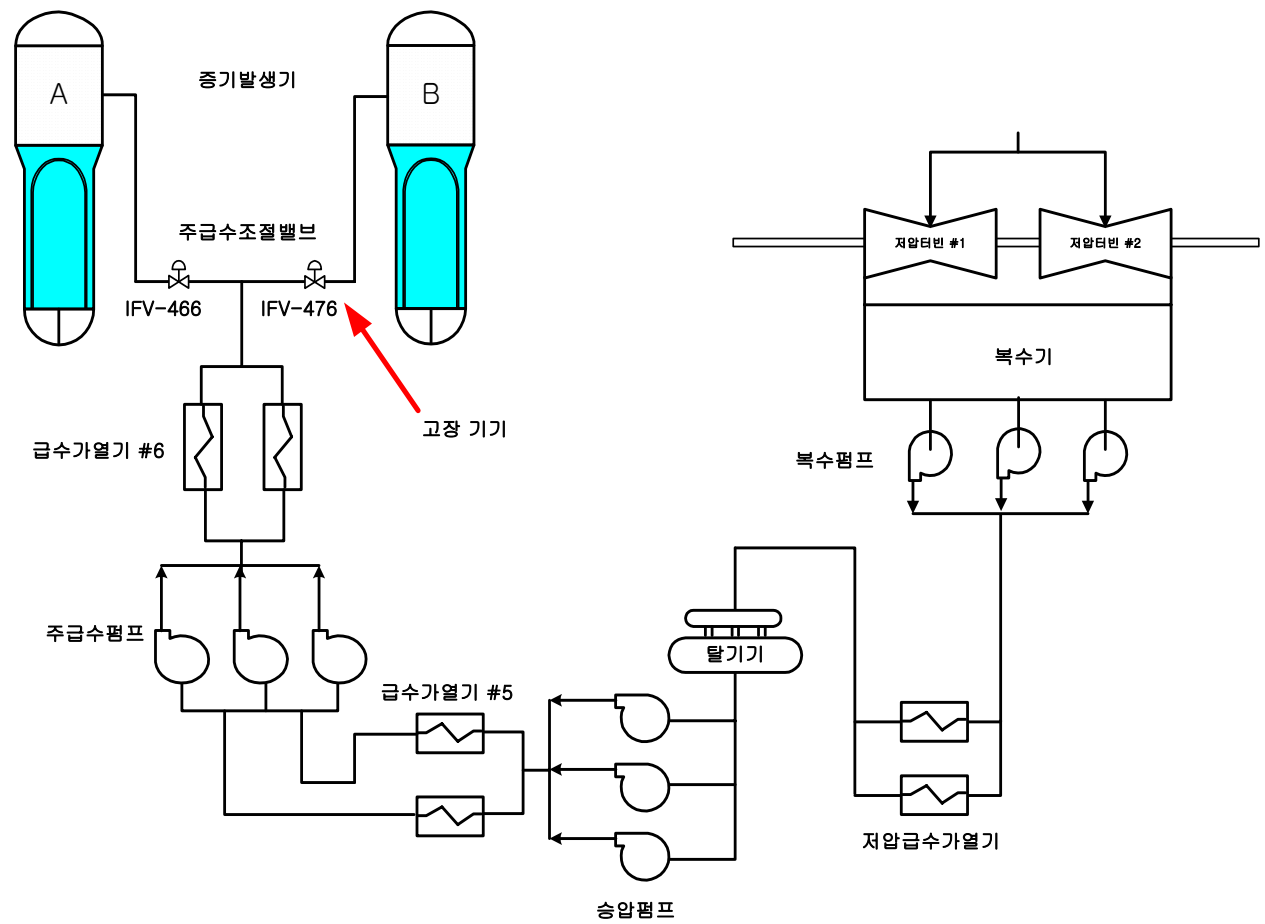 A
증기발생기
B
주급수조절밸브
저압터빈 #1
저압터빈 #2
IFV-466
IFV-476
복수기
고장 기기
급수가열기 #6
복수펌프
주급수펌프
탈기기
급수가열기 #5
저압급수가열기
승압펌프